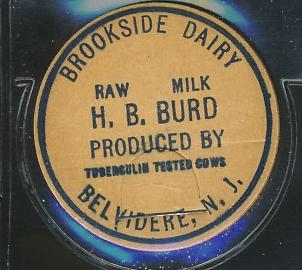 BROOKSIDE DAIRY
RAW MILK
H. B. BURD
PRODUCED BY
TUBERCULIN TESTED COWS
BELVIDERE, N. J.